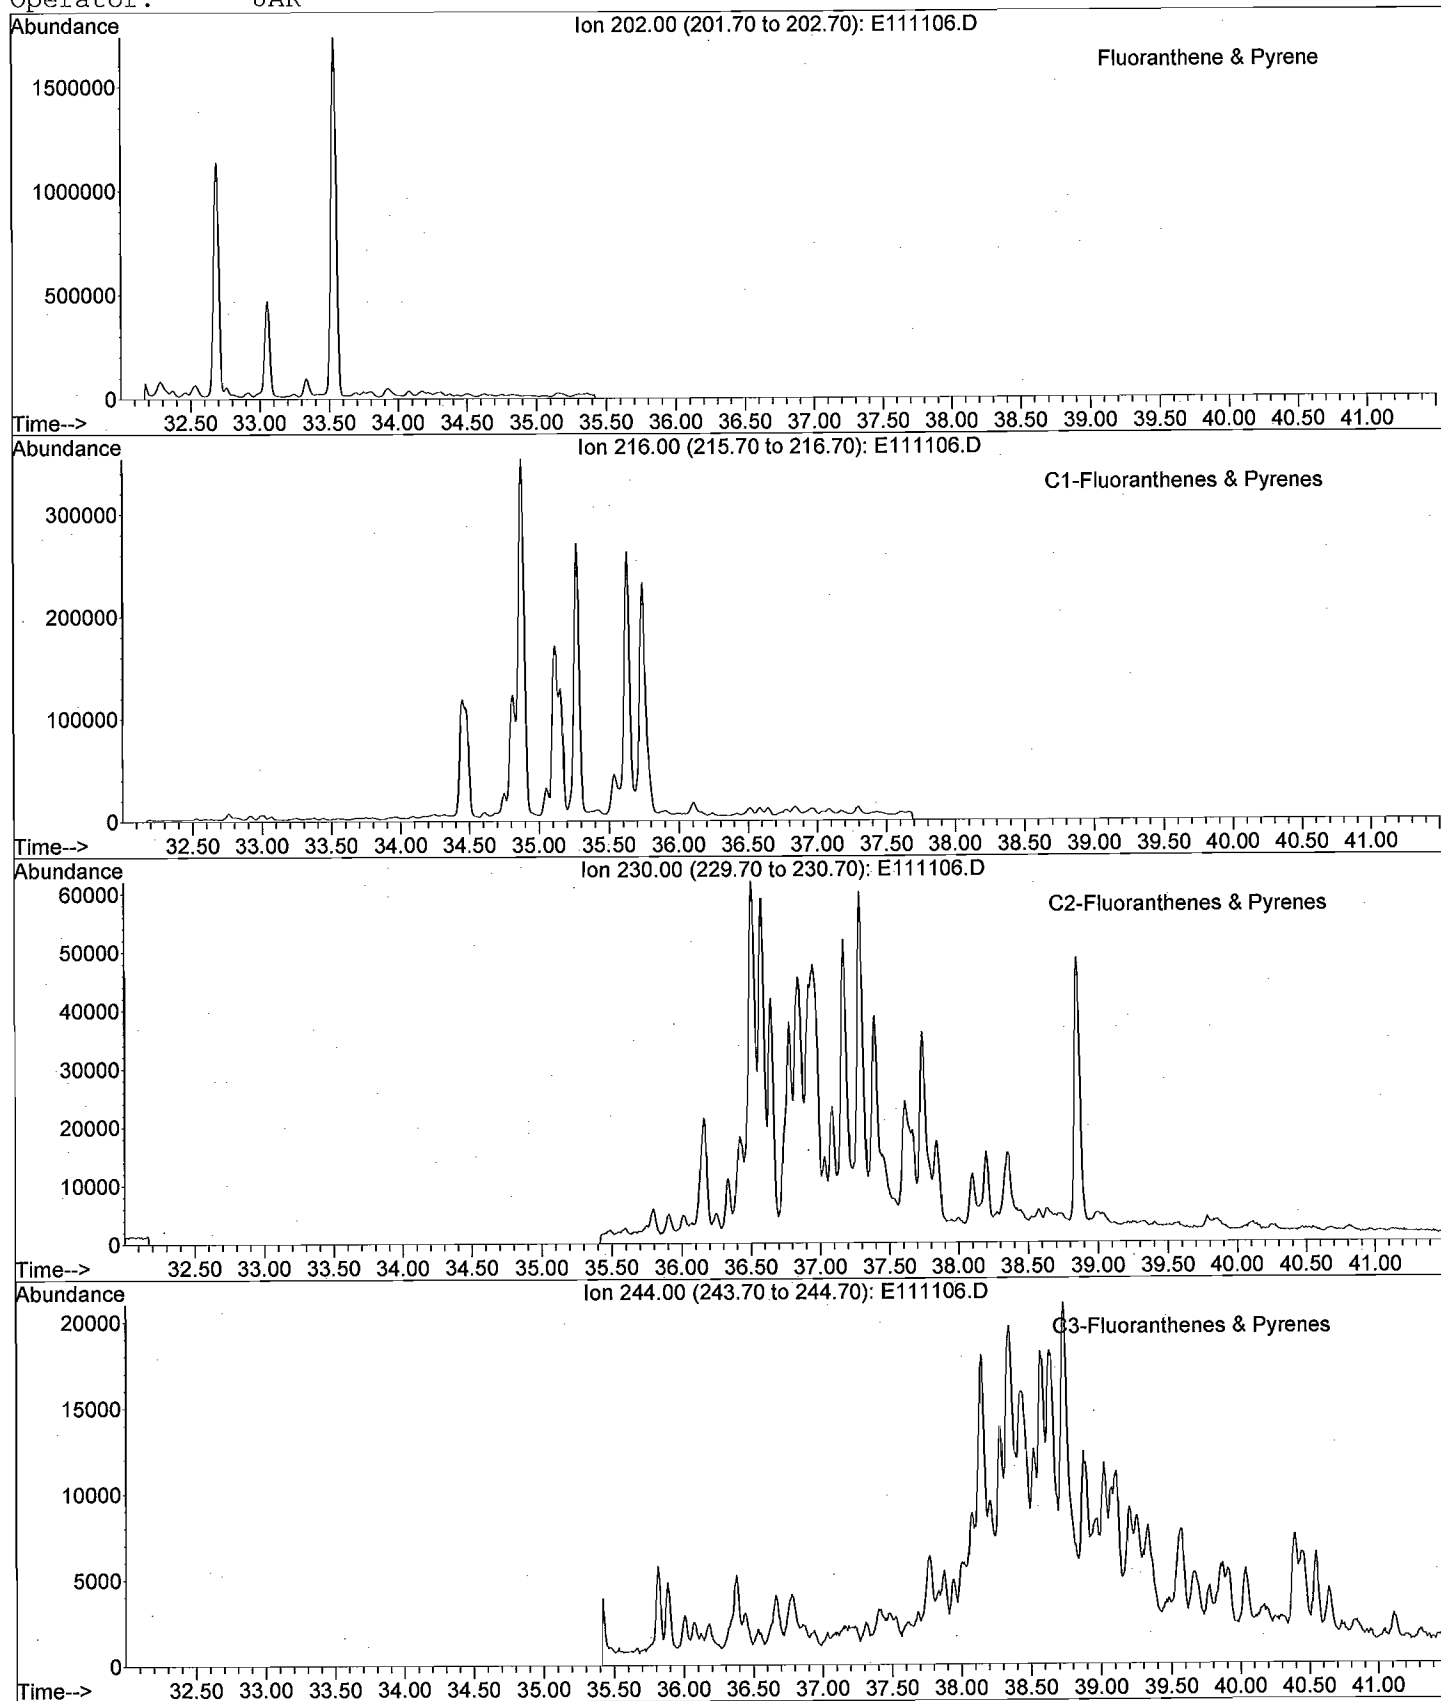 Operator: JAR
Abundance
Ion 202.00 (201.70 to 202.70): E111106.D
Fluoranthene & Pyrene
1500000
1000000
500000
0
Time--> 32.50 33.00 33.50 34.00 34.50 35.00 35.50 36.00 36.50 37.00 37.50 38.00 38.50 39.00 39.50 40.00 40.50 41.00
Abundance
Ion 216.00 (215.70 to 216.70): E111106.D
C1-Fluoranthenes & Pyrenes
300000
200000
100000
0
Time--> 32.50 33.00 33.50 34.00 34.50 35.00 35.50 36.00 36.50 37.00 37.50 38.00 38.50 39.00 39.50 40.00 40.50 41.00
Abundance
Ion 230.00 (229.70 to 230.70): E111106.D
C2-Fluoranthenes & Pyrenes
60000
50000
40000
30000
20000
10000
0
Time--> 32.50 33.00 33.50 34.00 34.50 35.00 35.50 36.00 36.50 37.00 37.50 38.00 38.50 39.00 39.50 40.00 40.50 41.00
Abundance
Ion 244.00 (243.70 to 244.70): E111106.D
C3-Fluoranthenes & Pyrenes
20000
15000
10000
5000
0
Time--> 32.50 33.00 33.50 34.00 34.50 35.00 35.50 36.00 36.50 37.00 37.50 38.00 38.50 39.00 39.50 40.00 40.50 41.00